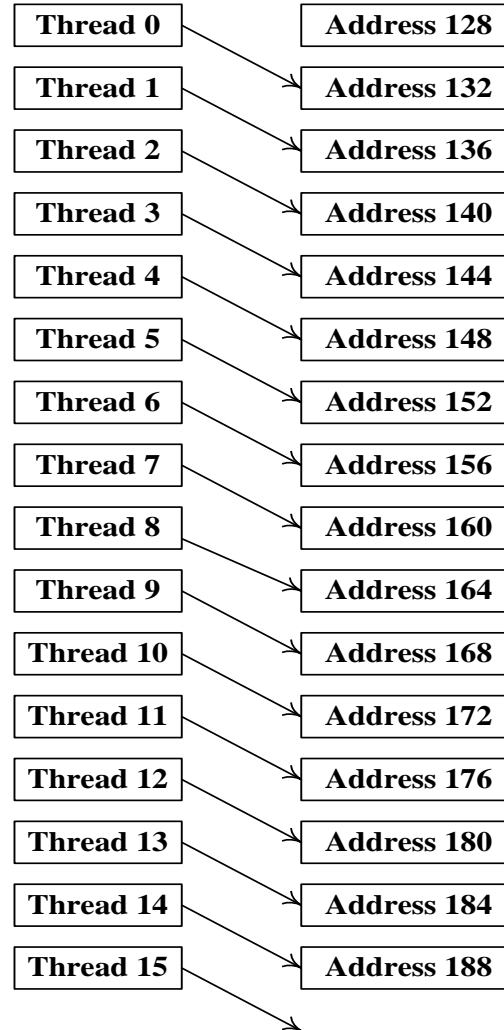 Thread 0 Address 128
Thread 1 Address 132
Thread 2 Address 136
Thread 3 Address 140
Thread 4 Address 144
Thread 5 Address 148
Thread 6 Address 152
Thread 7 Address 156
Thread 8 Address 160
Thread 9 Address 164
Thread 10 Address 168
Thread 11 Address 172
Thread 12 Address 176
Thread 13 Address 180
Thread 14 Address 184
Thread 15 Address 188